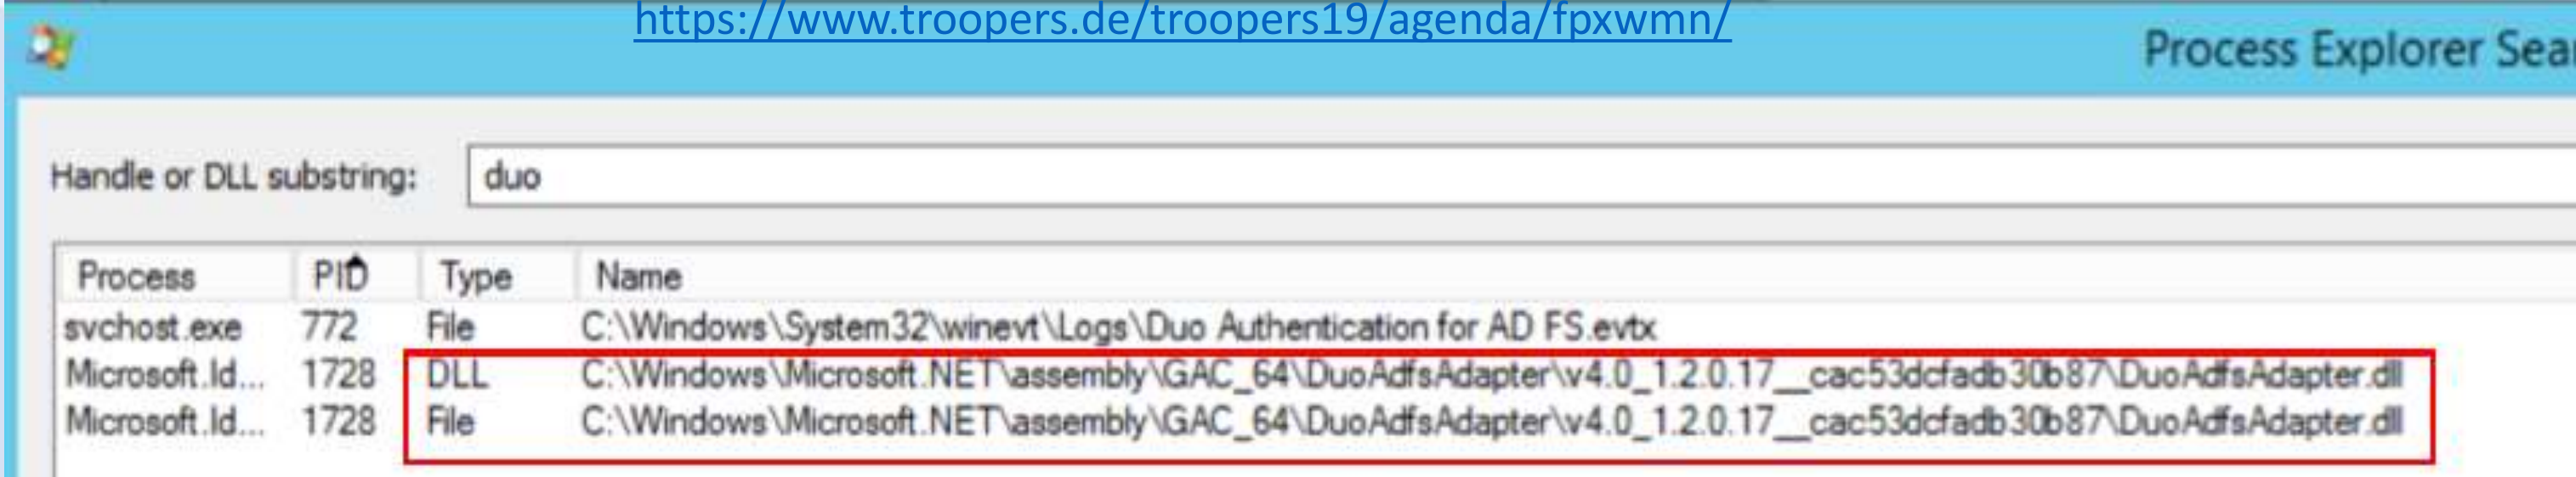 https://www.troopers.de/troopers19/agenda/fpxwmn/
Process Explorer Sear
Handle or DLL substring: duo
Process PID Type Name
svchost.exe 772 File C:\Windows\System32\winevt\Logs\Duo Authentication for AD FS.evtx
Microsoft.Id... 1728 DLL C:\Windows\Microsoft.NET\assembly\GAC_64\DuoAdfsAdapter\v4.0_1.2.0.17__cac53dcfadb30b87\DuoAdfsAdapter.dll
Microsoft.Id... 1728 File C:\Windows\Microsoft.NET\assembly\GAC_64\DuoAdfsAdapter\v4.0_1.2.0.17__cac53dcfadb30b87\DuoAdfsAdapter.dll